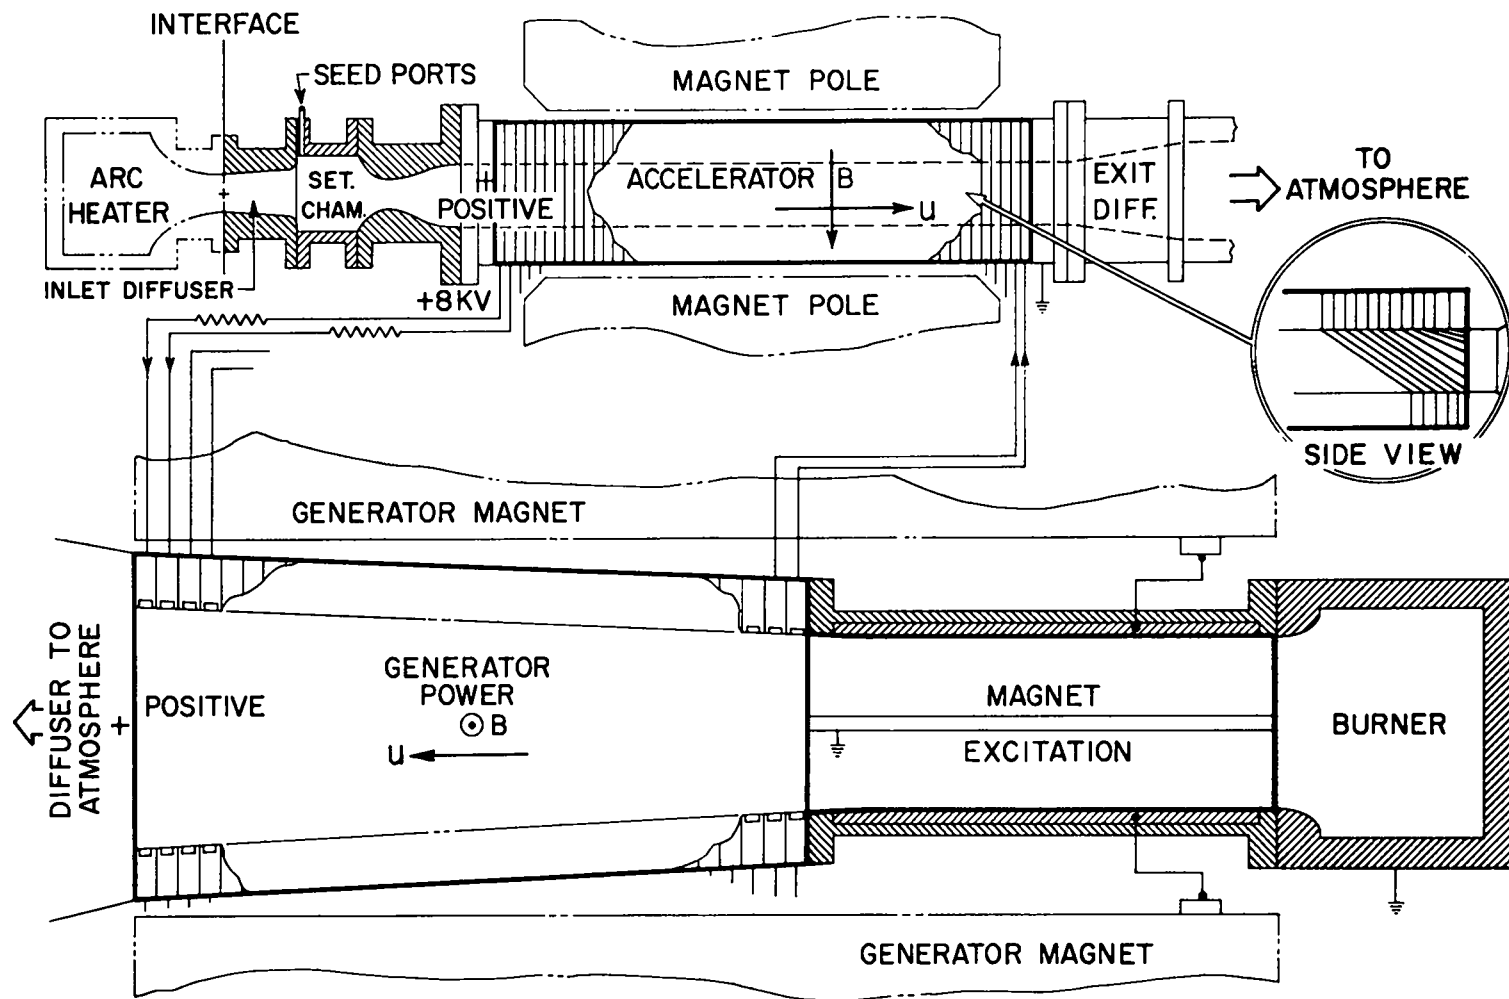 INTERFACE
SEED PORTS
MAGNET POLE
ARC
HEATER
SET.
CHAM.
+
POSITIVE
ACCELERATOR
B
u
EXIT
DIFF.
TO
ATMOSPHERE
INLET DIFFUSER
+8KV
MAGNET POLE
SIDE VIEW
GENERATOR MAGNET
DIFFUSER TO
ATMOSPHERE
+
POSITIVE
GENERATOR
POWER
B
u
MAGNET
EXCITATION
BURNER
GENERATOR MAGNET